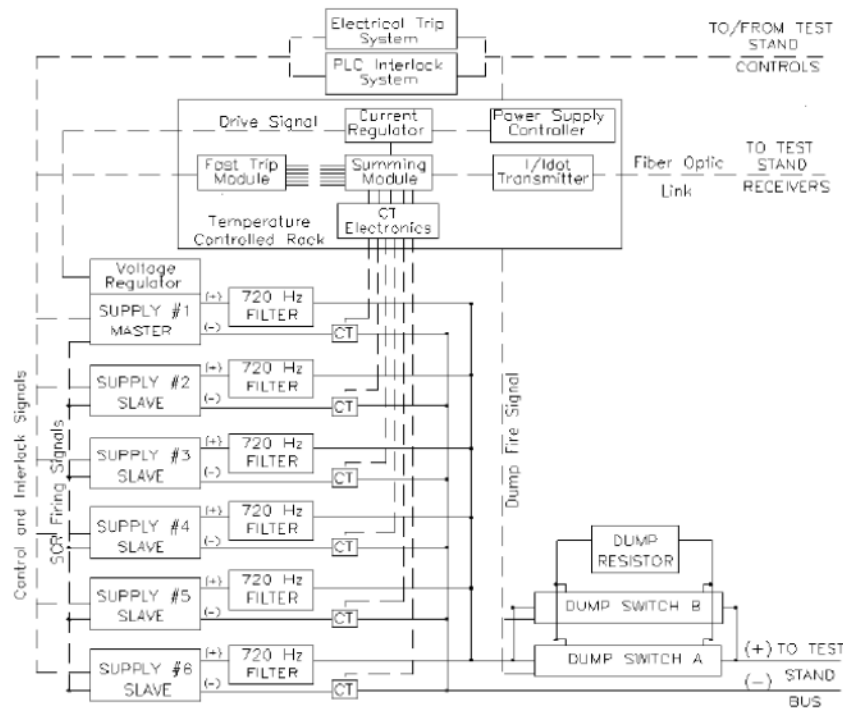 Electrical Trip
System
PLC Interlock
System
TO/FROM TEST
STAND
CONTROLS
Drive Signal
Current
Regulator
Power Supply
Controller
Fast Trip
Module
Summing
Module
I/Idot
Transmitter
Fiber Optic
Link
TO TEST
STAND
RECEIVERS
Temperature
Controlled Rack
CT
Electronics
Voltage
Regulator
SUPPLY #1
MASTER
(+)
(-)
720 Hz
FILTER
CT
SUPPLY #2
SLAVE
(+)
(-)
720 Hz
FILTER
CT
SUPPLY #3
SLAVE
(+)
(-)
720 Hz
FILTER
CT
SUPPLY #4
SLAVE
(+)
(-)
720 Hz
FILTER
CT
SUPPLY #5
SLAVE
(+)
(-)
720 Hz
FILTER
CT
SUPPLY #6
SLAVE
(+)
(-)
720 Hz
FILTER
CT
Control and Interlock Signals
SCR Firing Signals
Dump Fire Signal
DUMP
RESISTOR
DUMP SWITCH B
DUMP SWITCH A
(+) TO TEST
(-) STAND
BUS